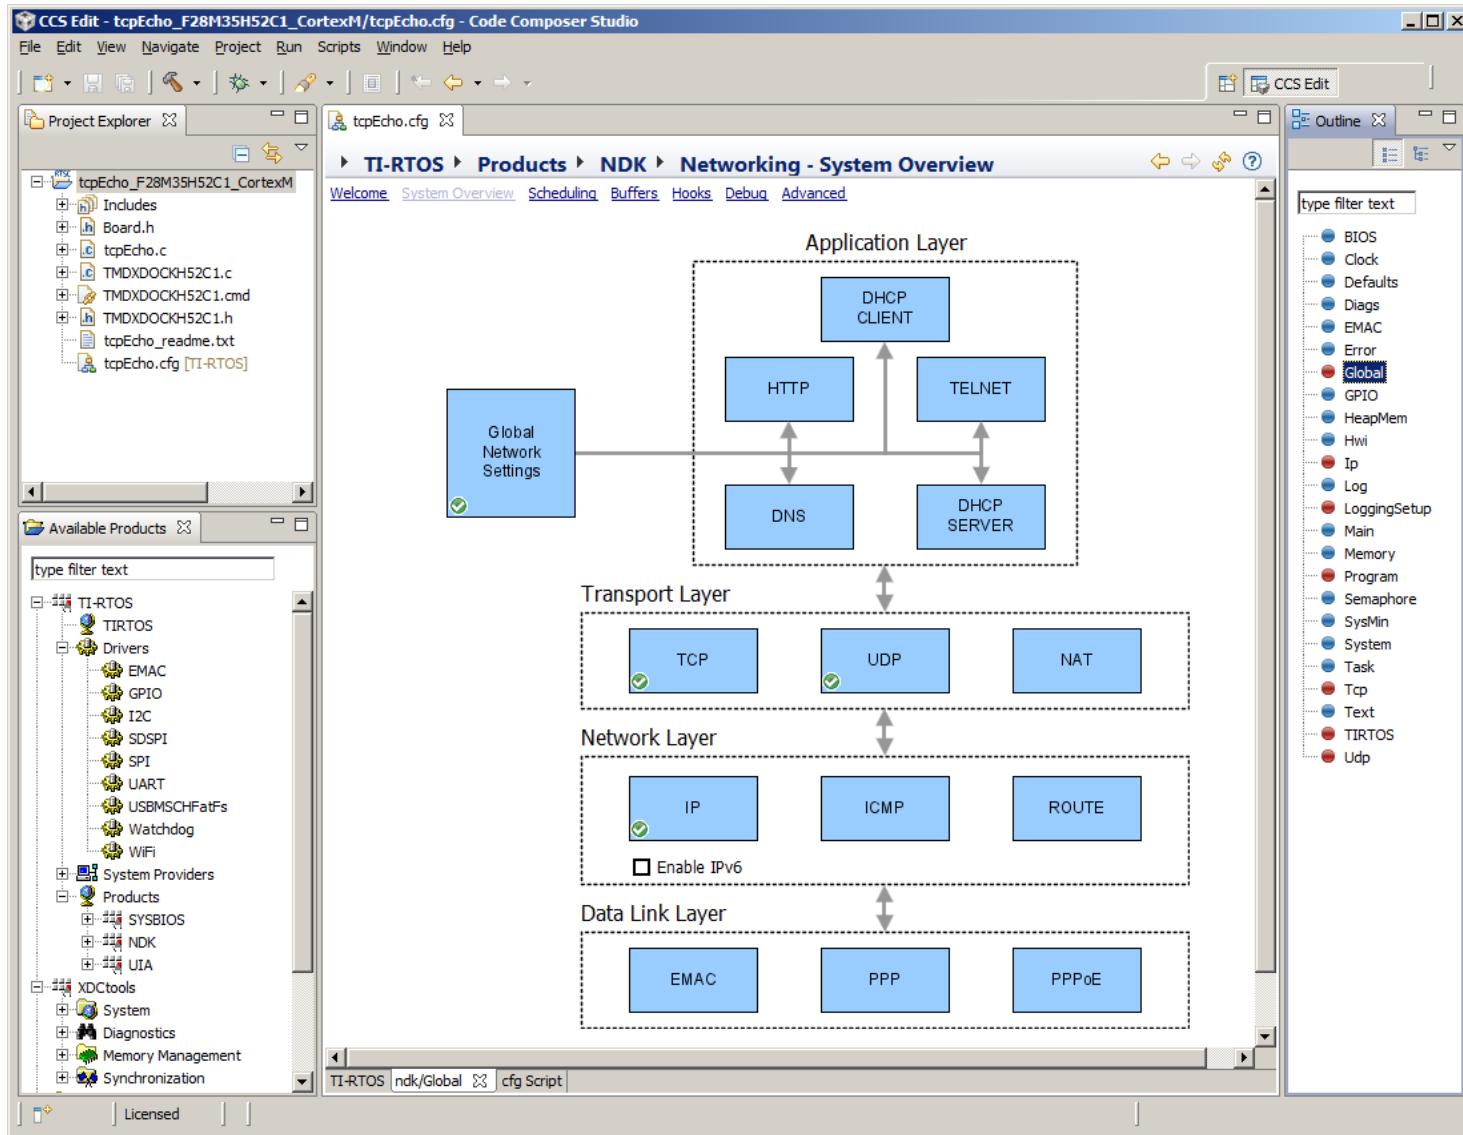 CCS Edit - tcpEcho_F28M35H52C1_CortexM/tcpEcho.cfg - Code Composer Studio
File Edit View Navigate Project Run Scripts Window Help
CCS Edit
Project Explorer
tcpEcho_F28M35H52C1_CortexM
Includes
Board.h
tcpEcho.c
TMDXDOCKH52C1.c
TMDXDOCKH52C1.cmd
TMDXDOCKH52C1.h
tcpEcho_readme.txt
tcpEcho.cfg [TI-RTOS]
Available Products
type filter text
TI-RTOS
TIRTOS
Drivers
EMAC
GPIO
I2C
SDSPI
SPI
UART
USBMSCHFatFs
Watchdog
WiFi
System Providers
Products
SYSBIOS
NDK
UIA
XDCtools
System
Diagnostics
Memory Management
Synchronization
tcpEcho.cfg
TI-RTOS Products NDK Networking - System Overview
Welcome System Overview Scheduling Buffers Hooks Debug Advanced
Application Layer
DHCP
CLIENT
HTTP
TELNET
Global
Network
Settings
DNS
DHCP
SERVER
Transport Layer
TCP
UDP
NAT
Network Layer
IP
ICMP
ROUTE
Enable IPv6
Data Link Layer
EMAC
PPP
PPPoE
TI-RTOS ndk/Global cfg Script
Outline
type filter text
BIOS
Clock
Defaults
Diags
EMAC
Error
Global
GPIO
HeapMem
Hwi
Ip
Log
LoggingSetup
Main
Memory
Program
Semaphore
SysMin
System
Task
Tcp
Text
TIRTOS
Udp
Licensed